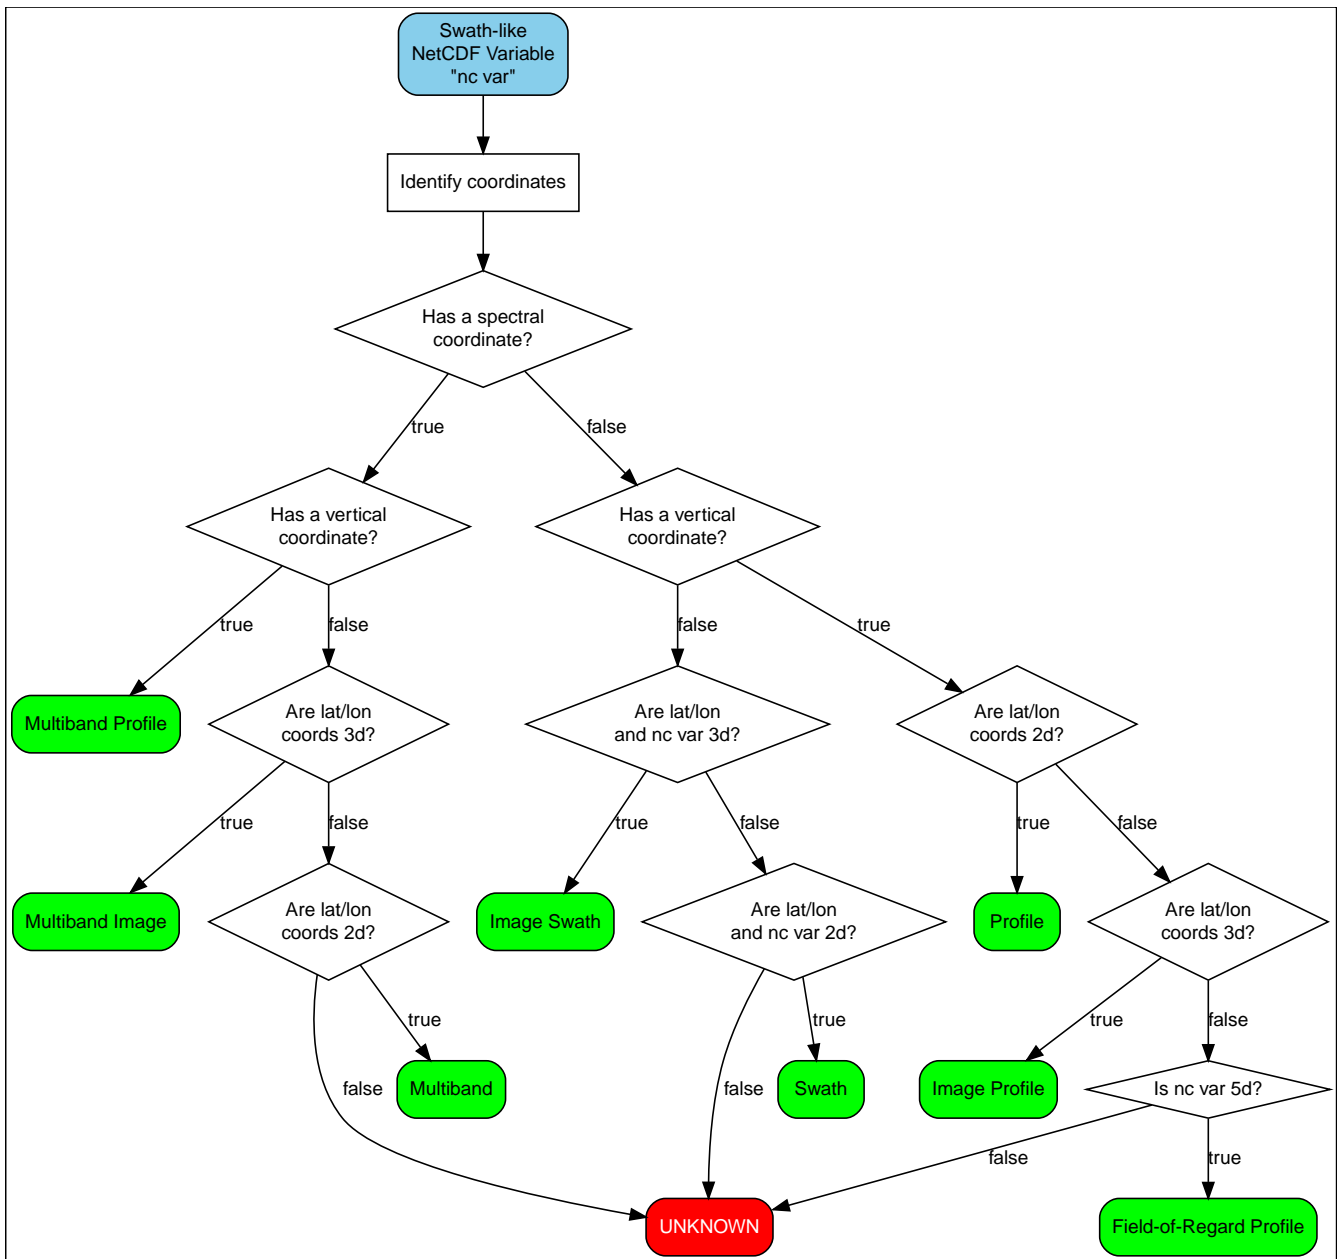 Swath-like
NetCDF Variable
"nc var"
Identify coordinates
Has a spectral
coordinate?
true
false
Has a vertical
coordinate?
Has a vertical
coordinate?
true
false
false
true
Multiband Profile
Are lat/lon
coords 3d?
Are lat/lon
and nc var 3d?
Are lat/lon
coords 2d?
true
false
true
false
true
false
Multiband Image
Are lat/lon
coords 2d?
Image Swath
Are lat/lon
and nc var 2d?
Profile
Are lat/lon
coords 3d?
true
true
true
false
false
false
Multiband
Swath
Image Profile
Is nc var 5d?
false
true
UNKNOWN
Field-of-Regard Profile